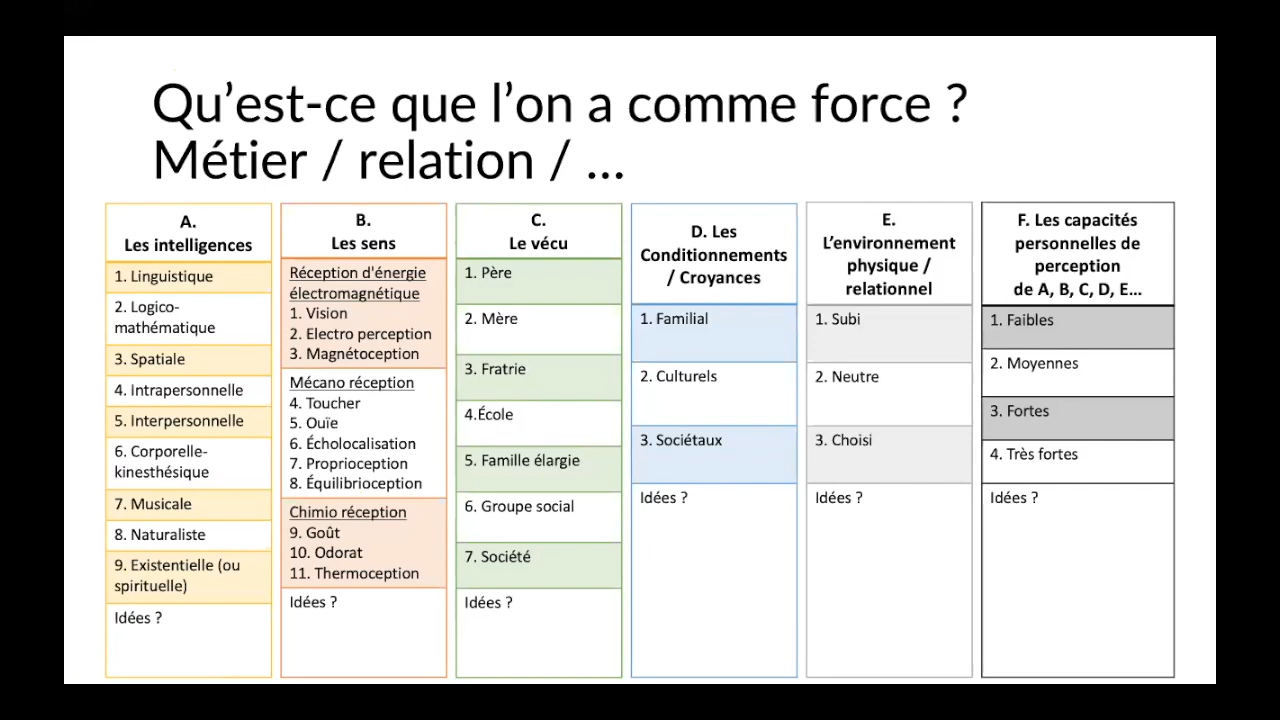 Qu’est-ce que l’on a comme force ?
Métier / relation / ...
A.
Les intelligences
1. Linguistique
2. Logico-
mathématique
3. Spatiale
4. Intrapersonnelle
5. Interpersonnelle
6. Corporelle-
kinesthésique
7. Musicale
8. Naturaliste
9. Existentielle (ou
spirituelle)
Idées ?
B.
Les sens
Réception d'énergie
électromagnétique
1. Vision
2. Electro perception
3. Magnétoception
Mécano réception
4. Toucher
5. Ouïe
6. Écholocalisation
7. Proprioception
8. Équilibrioception
Chimio réception
9. Goût
10. Odorat
11. Thermoception
Idées ?
C.
Le vécu
1. Père
2. Mère
3. Fratrie
4.École
5. Famille élargie
6. Groupe social
7. Société
Idées ?
D. Les
Conditionnements
/ Croyances
1. Familial
2. Culturels
3. Sociétaux
Idées ?
E.
L’environnement
physique /
relationnel
1. Subi
2. Neutre
3. Choisi
Idées ?
F. Les capacités
personnelles de
perception
de A, B, C, D, E...
1. Faibles
2. Moyennes
3. Fortes
4. Très fortes
Idées ?